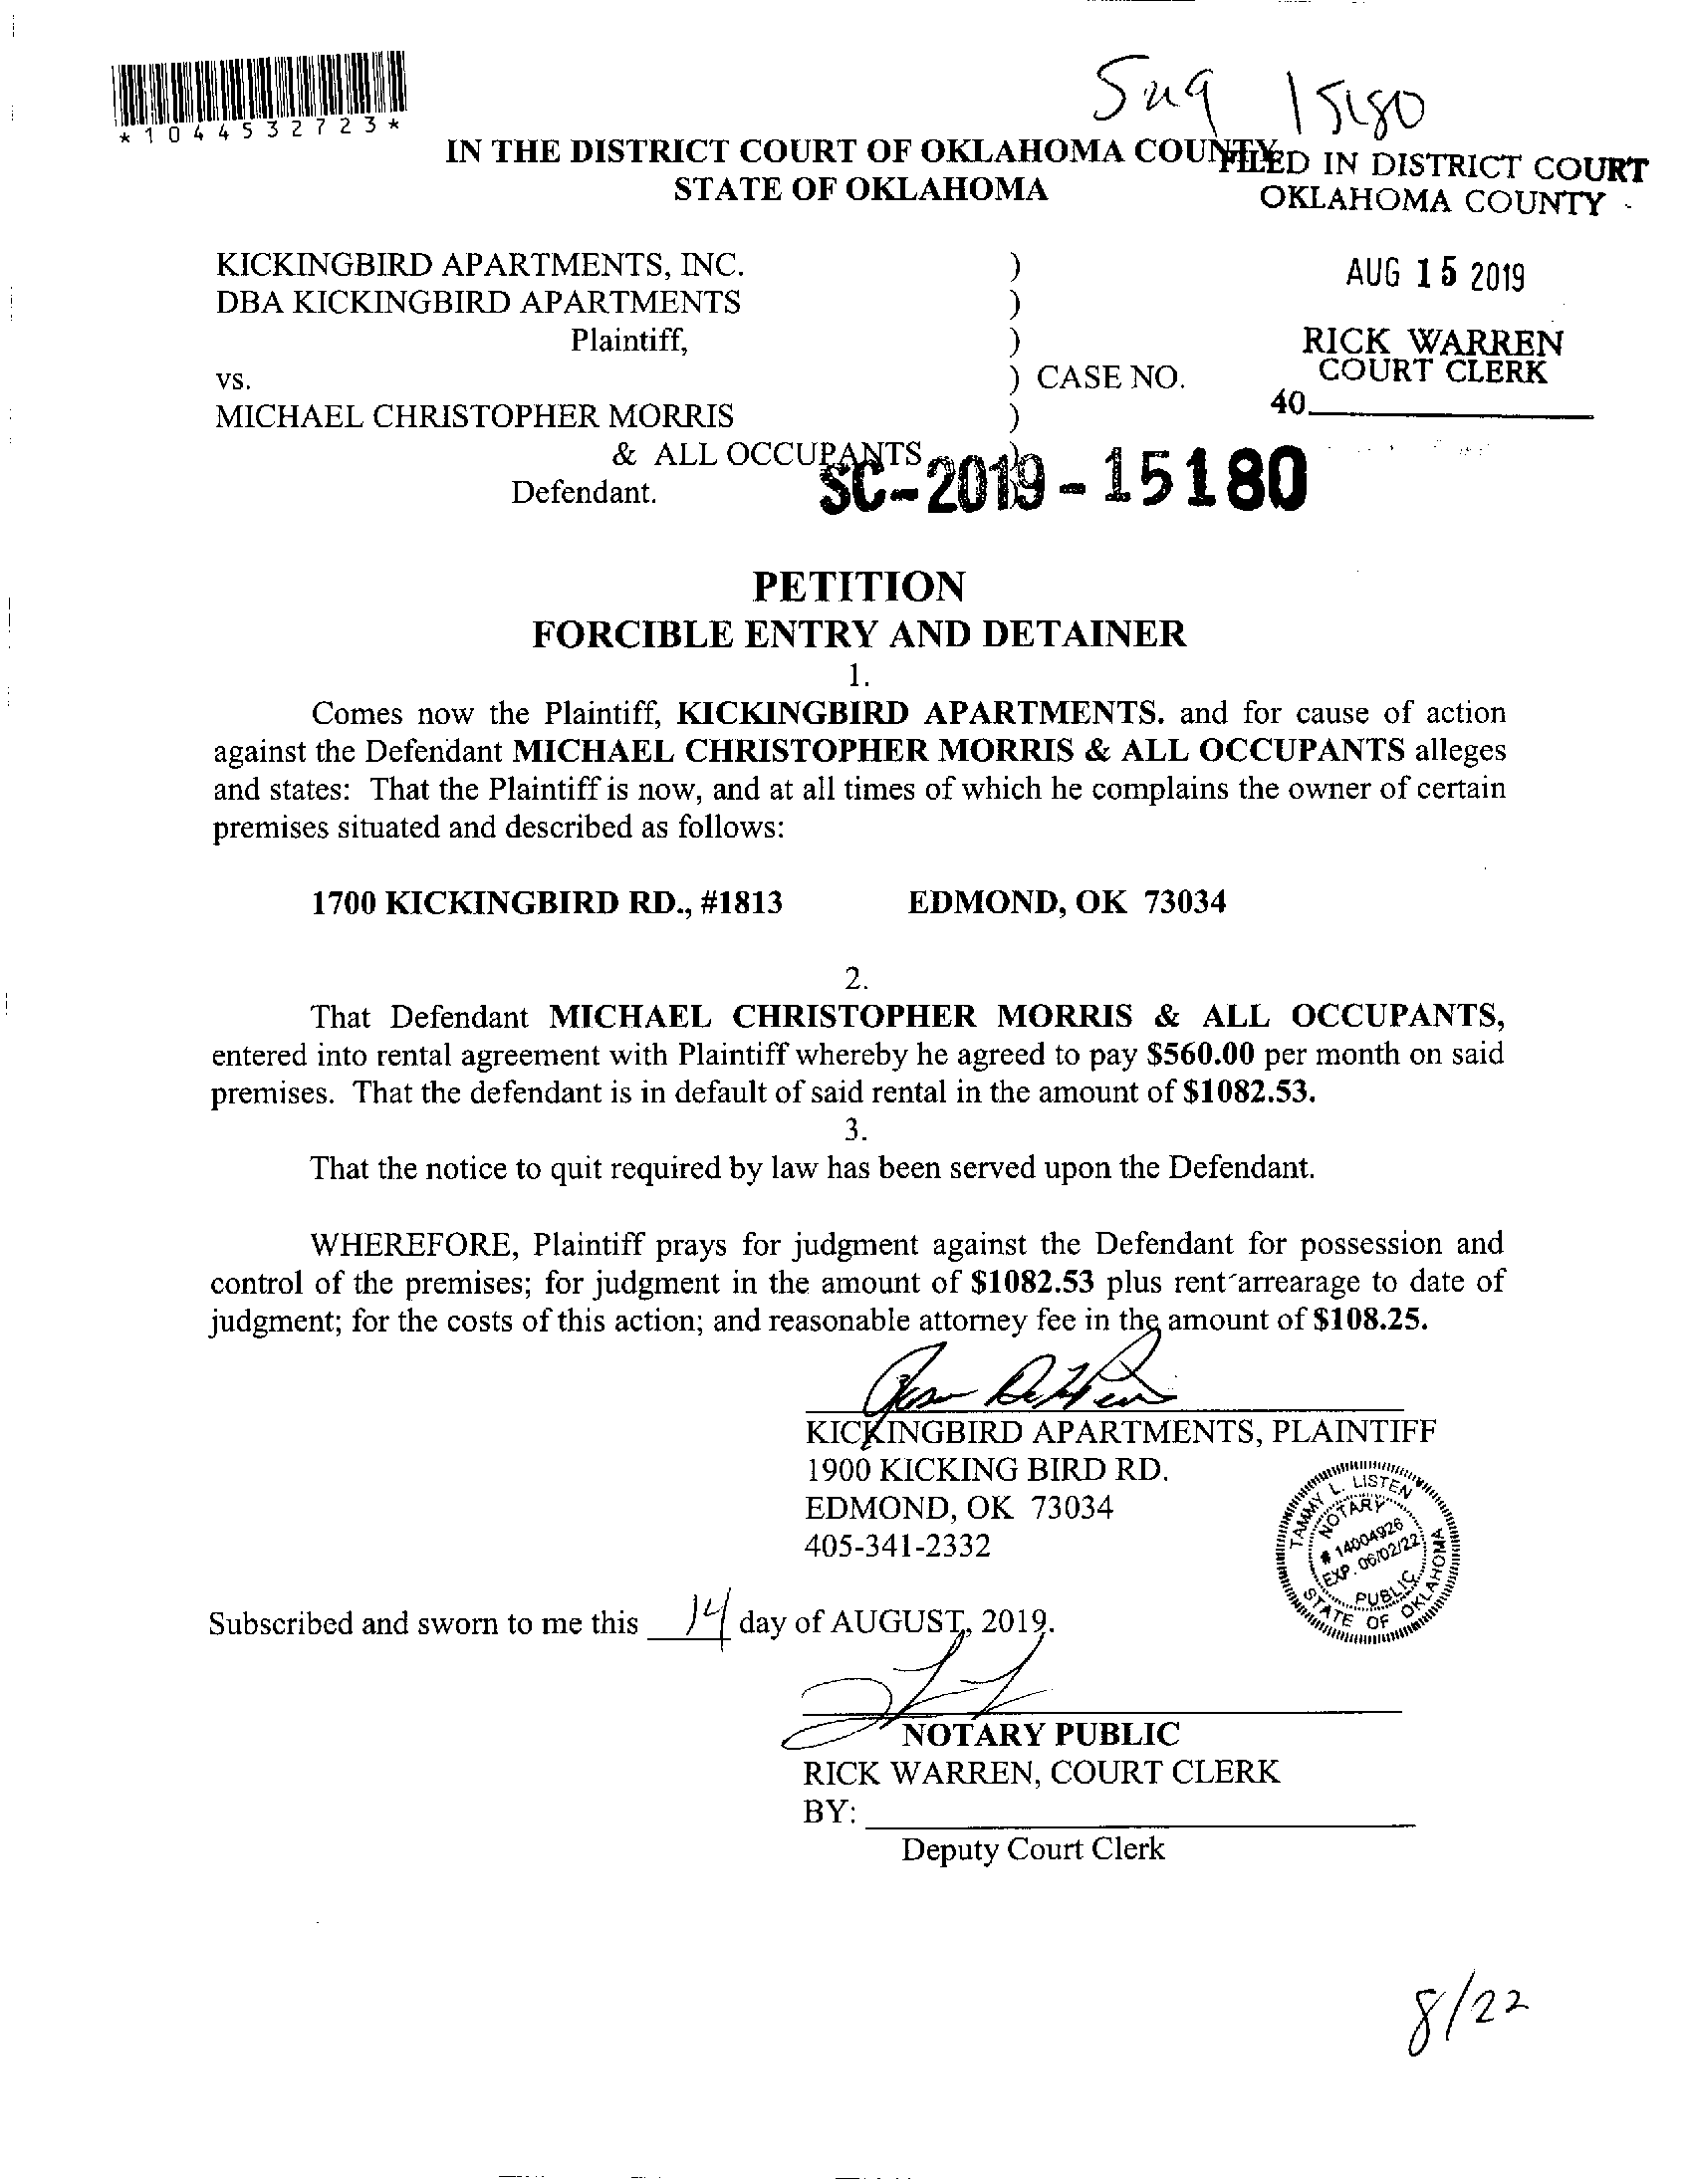 *1044532723*
15180
IN THE DISTRICT COURT OF OKLAHOMA COUNTY
STATE OF OKLAHOMA
FILED IN DISTRICT COURT
OKLAHOMA COUNTY
AUG 15 2019
RICK WARREN
COURT CLERK
40
KICKINGBIRD APARTMENTS, INC. )
DBA KICKINGBIRD APARTMENTS )
Plaintiff, )
vs. ) CASE NO.
MICHAEL CHRISTOPHER MORRIS )
& ALL OCCUPANTS )
Defendant. )
SC-2019-15180
PETITION
FORCIBLE ENTRY AND DETAINER
1.
Comes now the Plaintiff, KICKINGBIRD APARTMENTS. and for cause of action
against the Defendant MICHAEL CHRISTOPHER MORRIS & ALL OCCUPANTS alleges
and states: That the Plaintiff is now, and at all times of which he complains the owner of certain
premises situated and described as follows:
1700 KICKINGBIRD RD., #1813 EDMOND, OK 73034
2.
That Defendant MICHAEL CHRISTOPHER MORRIS & ALL OCCUPANTS,
entered into rental agreement with Plaintiff whereby he agreed to pay $560.00 per month on said
premises. That the defendant is in default of said rental in the amount of $1082.53.
3.
That the notice to quit required by law has been served upon the Defendant.
WHEREFORE, Plaintiff prays for judgment against the Defendant for possession and
control of the premises; for judgment in the amount of $1082.53 plus rent arrearage to date of
judgment; for the costs of this action; and reasonable attorney fee in the amount of $108.25.
KICKINGBIRD APARTMENTS, PLAINTIFF
1900 KICKING BIRD RD.
EDMOND, OK 73034
405-341-2332
TAMMY L. LISTEN
NOTARY
# 14004926
EXP. 06/02/22
PUBLIC
STATE OF OKLAHOMA
Subscribed and sworn to me this 14 day of AUGUST, 2019.
NOTARY PUBLIC
RICK WARREN, COURT CLERK
BY:
Deputy Court Clerk
8/22